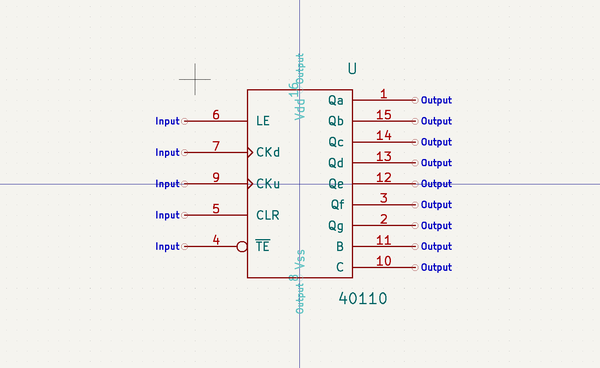 U
Output
16
Vdd
Input 6 LE
Input 7 CKd
Input 9 CKu
Input 5 CLR
Input 4 TE
Qa 1 Output
Qb 15 Output
Qc 14 Output
Qd 13 Output
Qe 12 Output
Qf 3 Output
Qg 2 Output
B 11 Output
C 10 Output
Vss
8
Output
40110